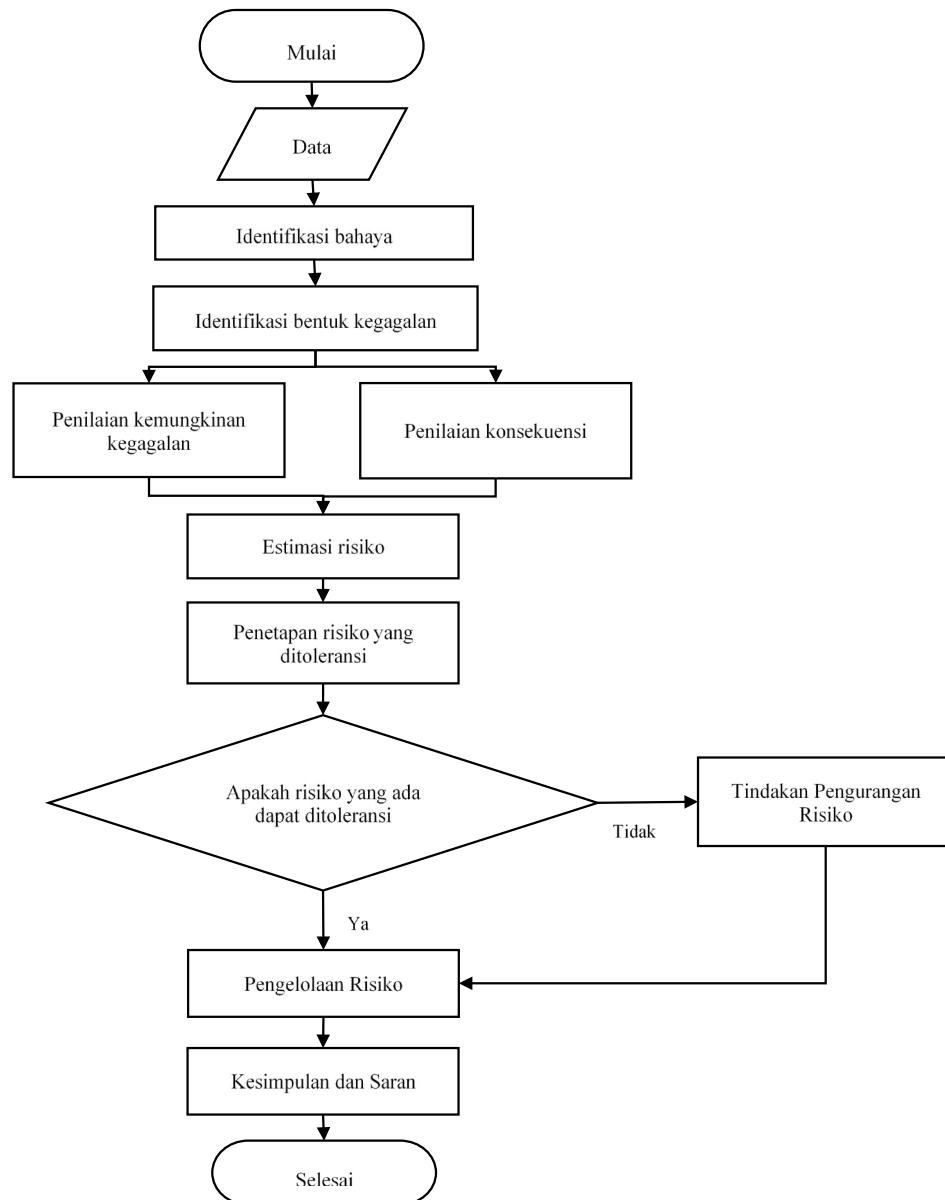 Mulai
Data
Identifikasi bahaya
Identifikasi bentuk kegagalan
Penilaian kemungkinan
kegagalan
Penilaian konsekuensi
Estimasi risiko
Penetapan risiko yang
ditoleransi
Apakah risiko yang ada
dapat ditoleransi
Tidak
Tindakan Pengurangan
Risiko
Ya
Pengelolaan Risiko
Kesimpulan dan Saran
Selesai